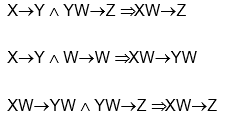 X→Y ∧ YW→Z ⇒XW→Z
X→Y ∧ W→W ⇒XW→YW
XW→YW ∧ YW→Z ⇒XW→Z